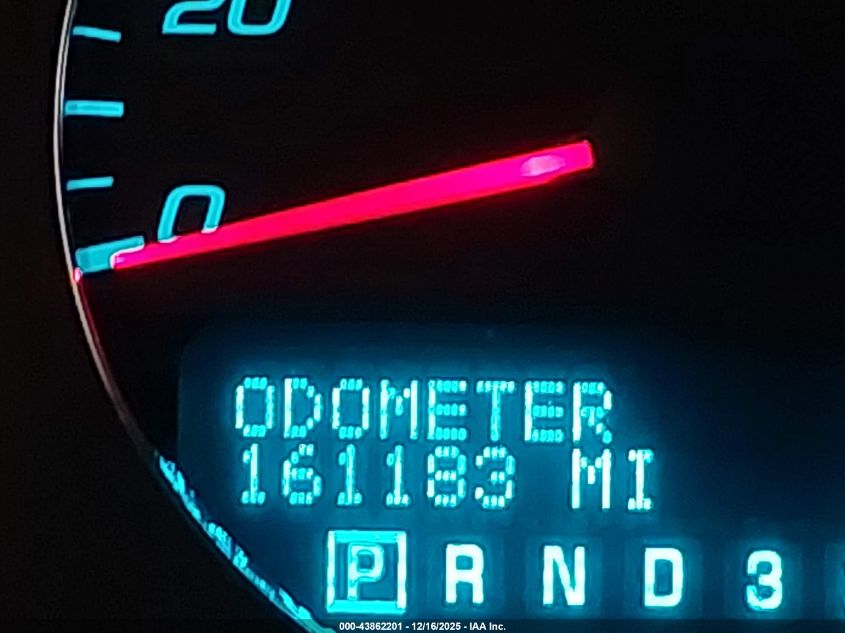 20
0
ODOMETER
161183 MI
P R N D 3
000-43862201 - 12/16/2025 - IAA Inc.